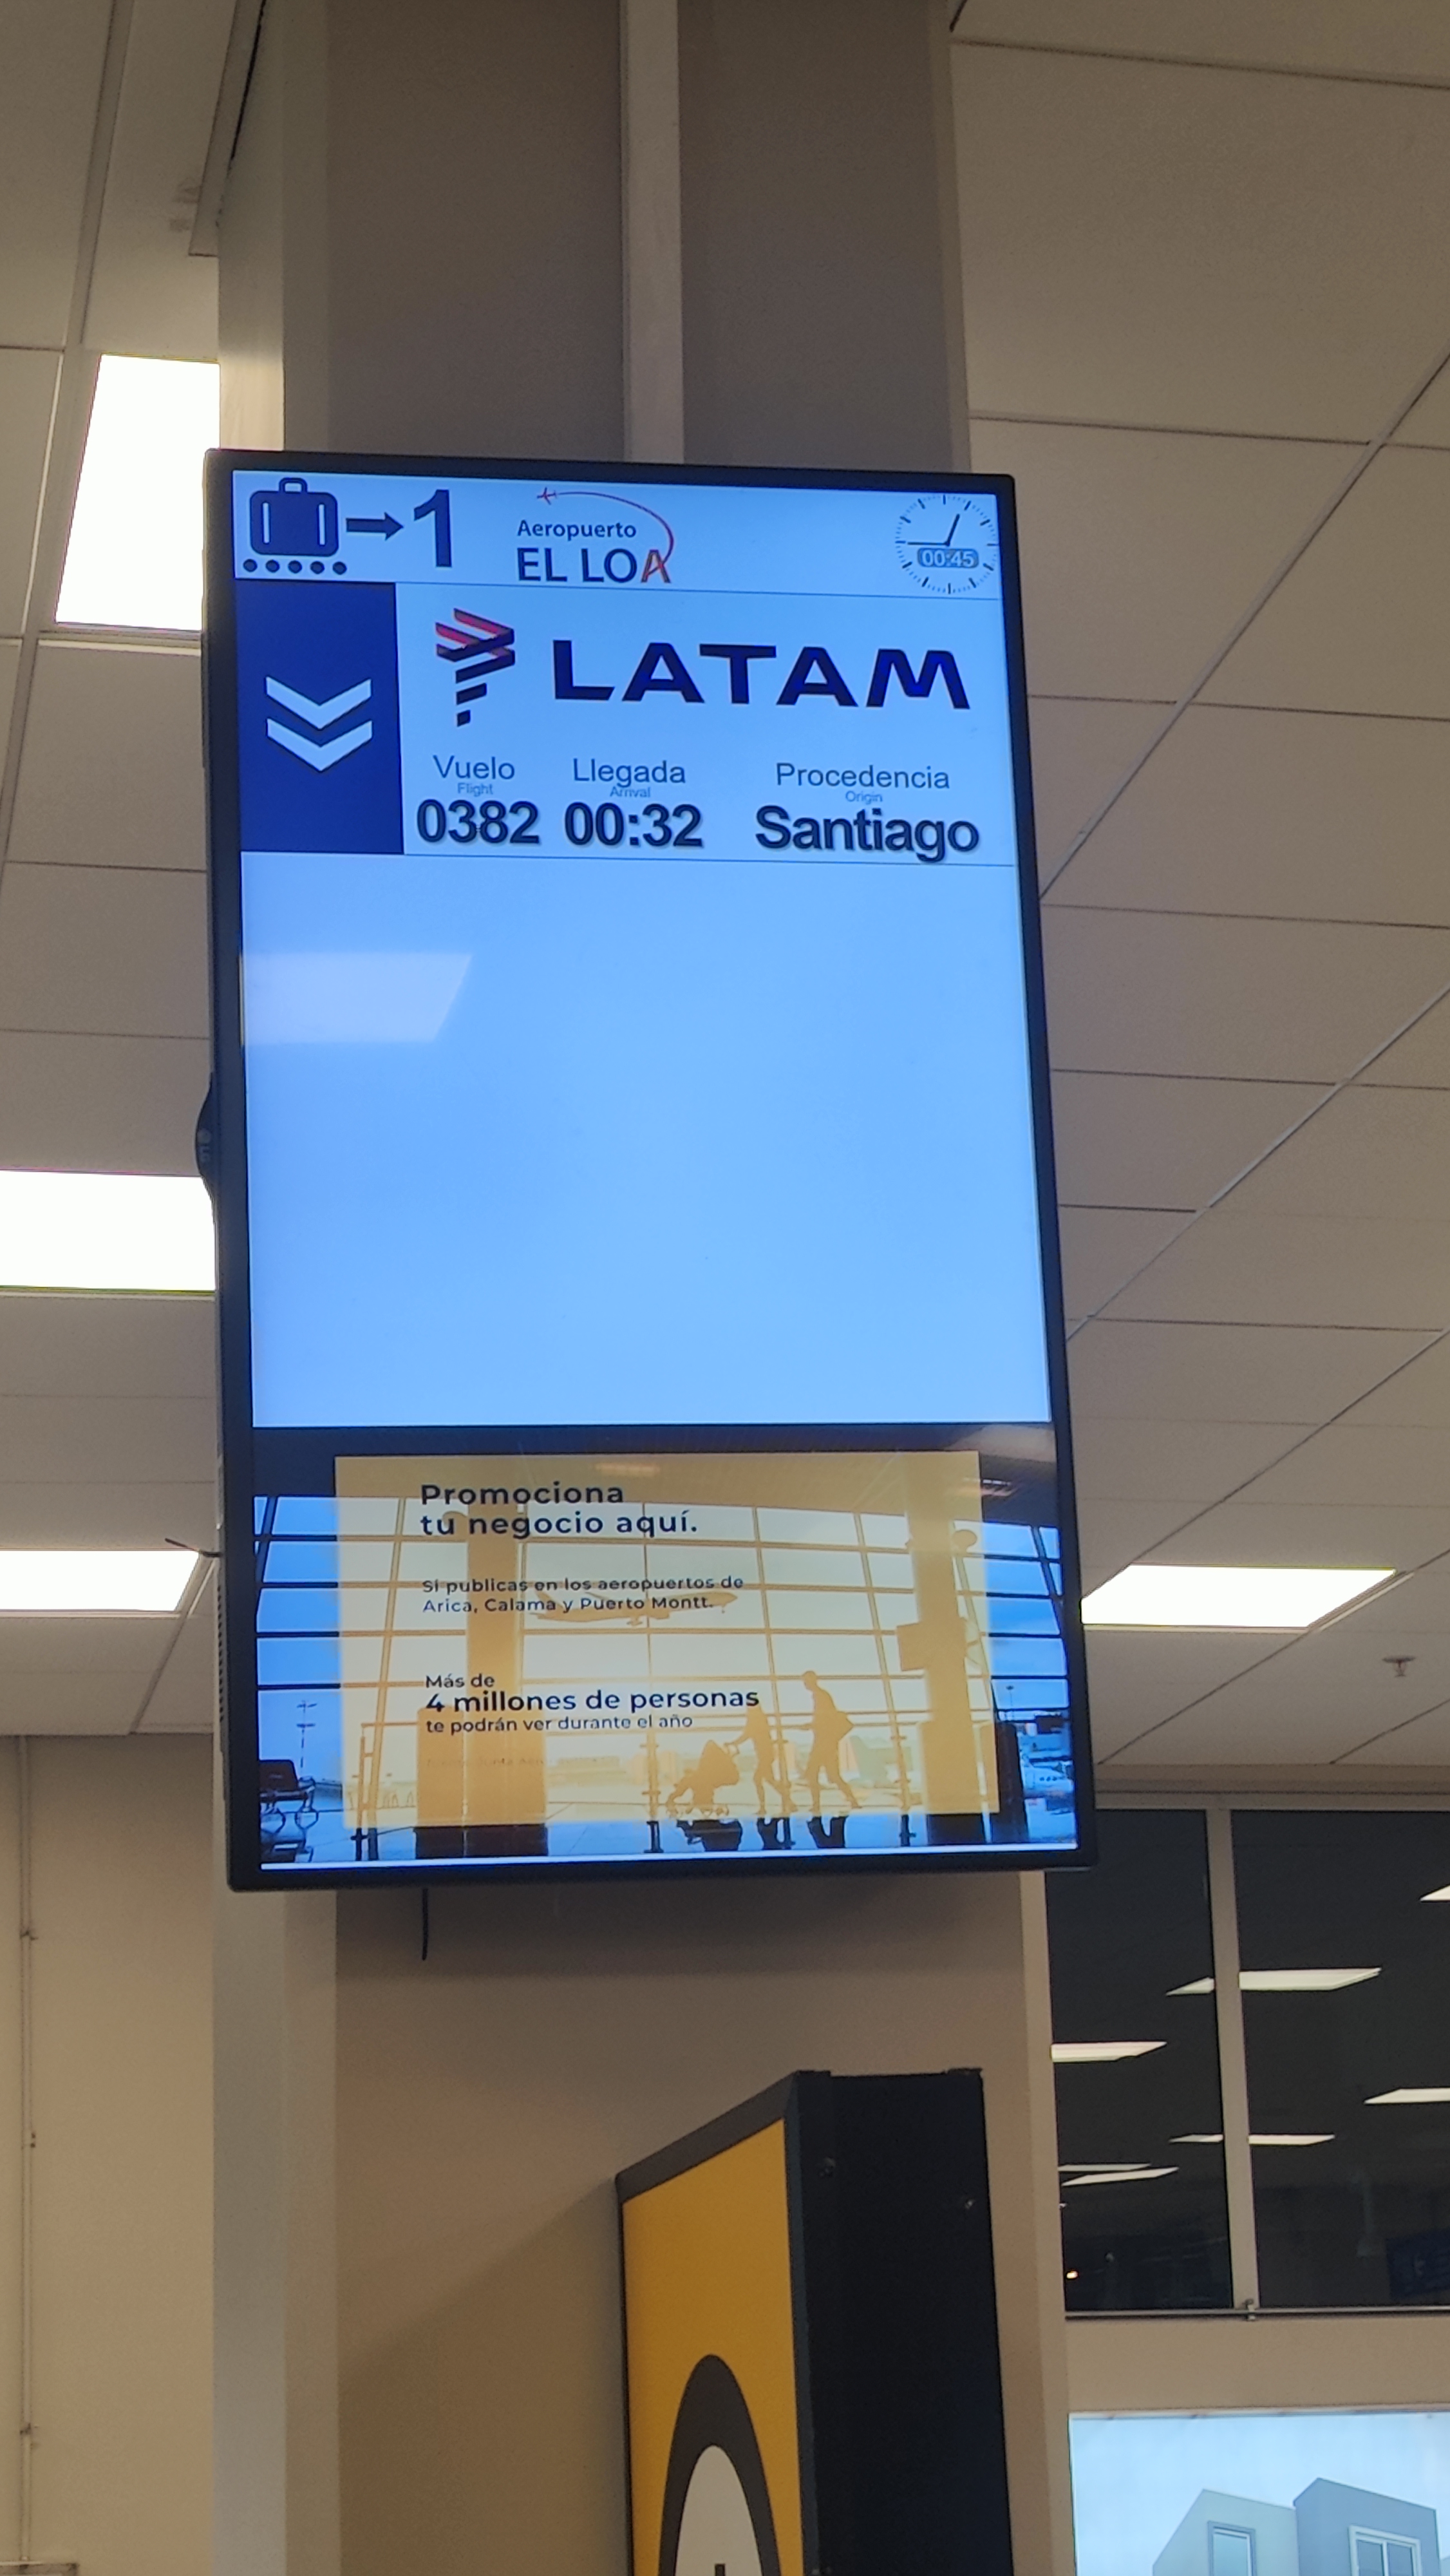 1
Aeropuerto
EL LOA
00:45
LATAM
Vuelo Llegada Procedencia
Flight Arrival Origin
0382 00:32 Santiago
Promociona
tu negocio aquí.
Si publicas en los aeropuertos de
Arica, Calama y Puerto Montt.
Más de
4 millones de personas
te podrán ver durante el año